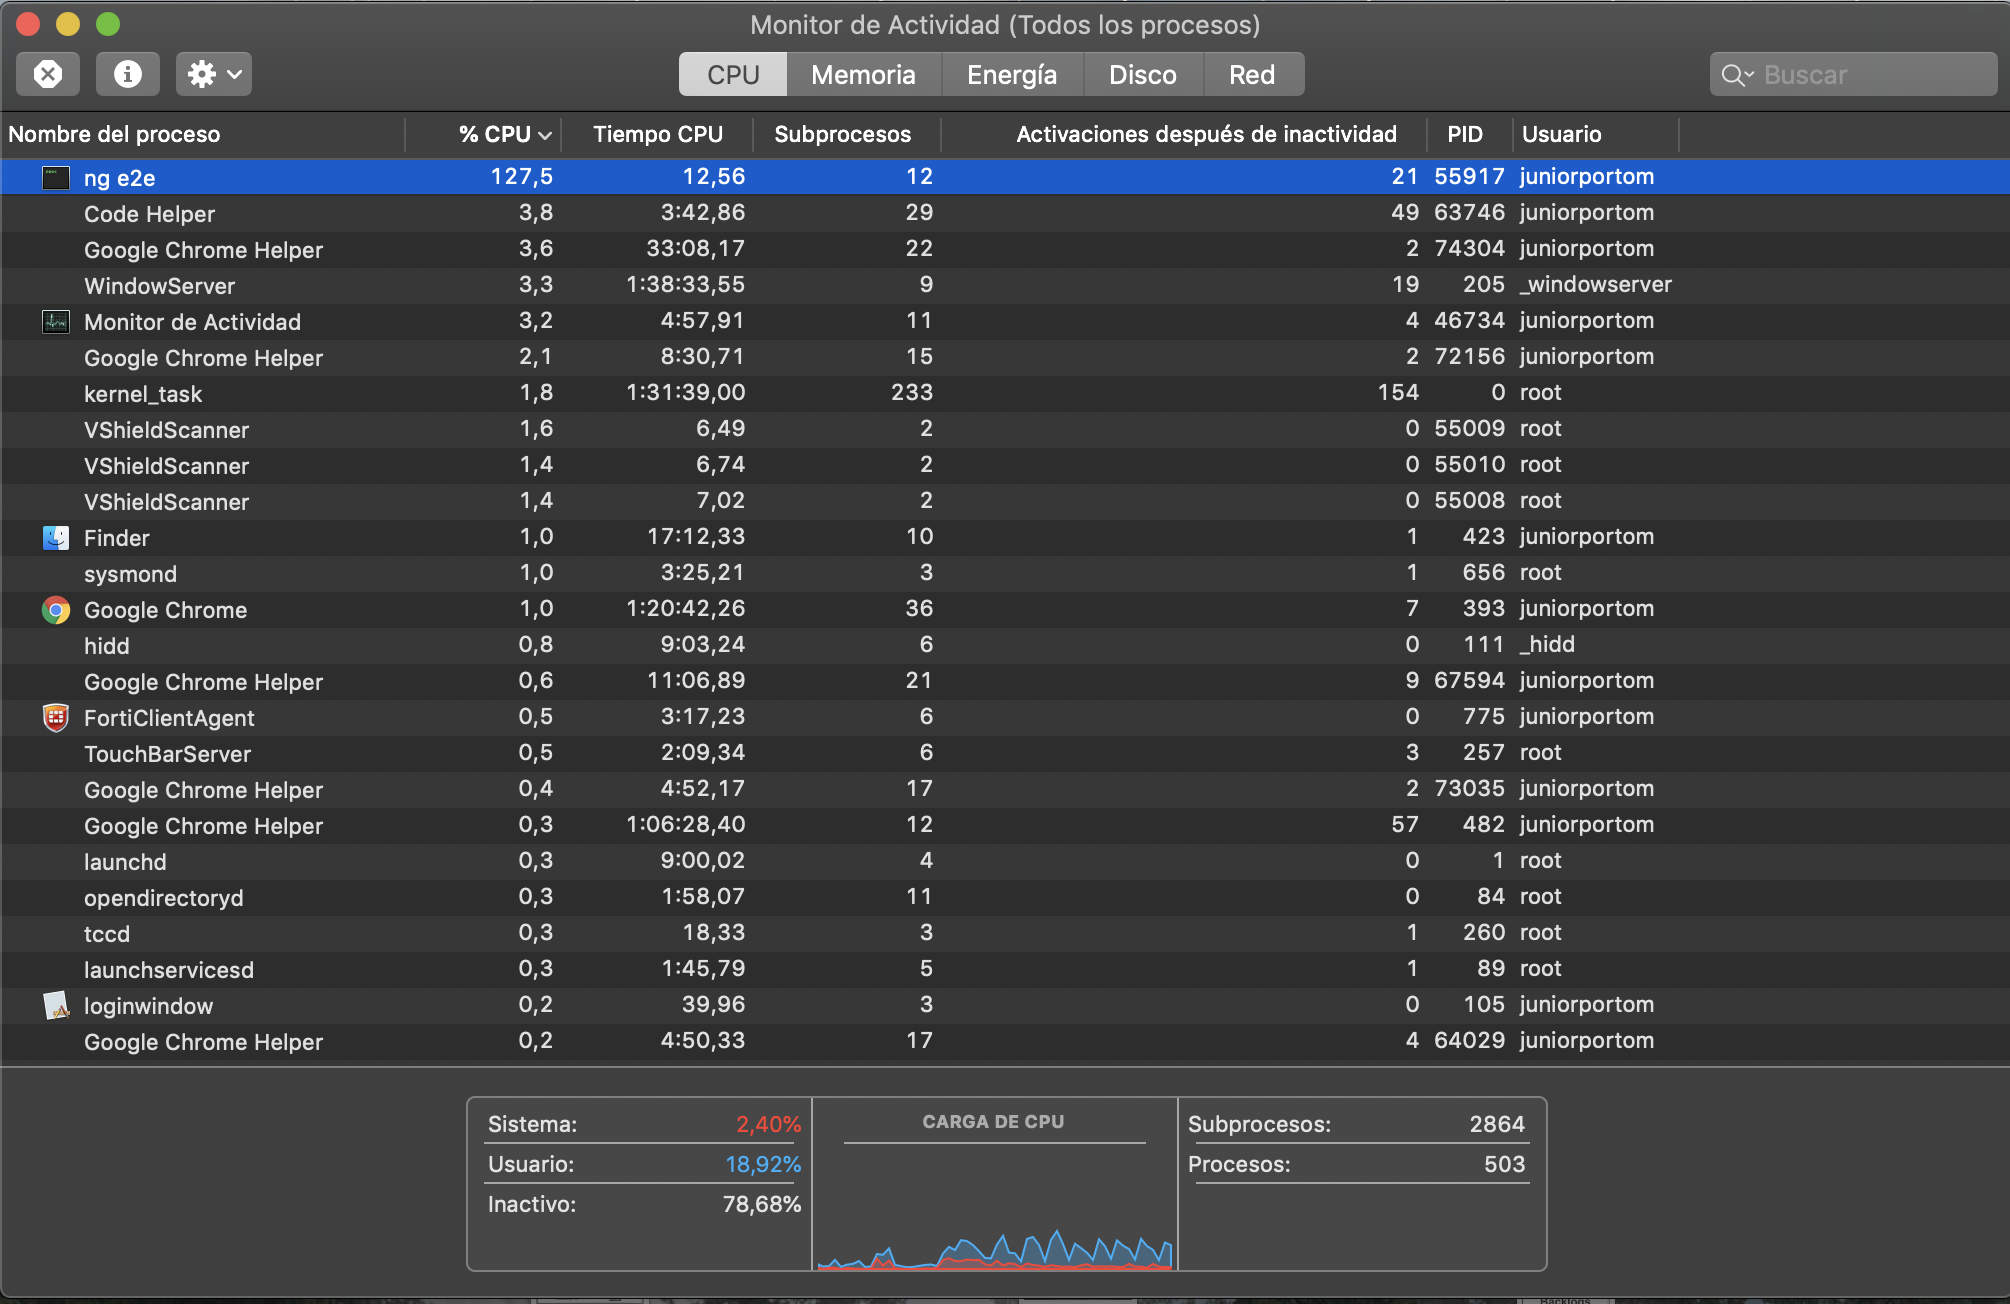 Monitor de Actividad (Todos los procesos)
CPU Memoria Energía Disco Red Buscar
Nombre del proceso % CPU Tiempo CPU Subprocesos Activaciones después de inactividad PID Usuario
ng e2e 127,5 12,56 12 21 55917 juniorportom
Code Helper 3,8 3:42,86 29 49 63746 juniorportom
Google Chrome Helper 3,6 33:08,17 22 2 74304 juniorportom
WindowServer 3,3 1:38:33,55 9 19 205 _windowserver
Monitor de Actividad 3,2 4:57,91 11 4 46734 juniorportom
Google Chrome Helper 2,1 8:30,71 15 2 72156 juniorportom
kernel_task 1,8 1:31:39,00 233 154 0 root
VShieldScanner 1,6 6,49 2 0 55009 root
VShieldScanner 1,4 6,74 2 0 55010 root
VShieldScanner 1,4 7,02 2 0 55008 root
Finder 1,0 17:12,33 10 1 423 juniorportom
sysmond 1,0 3:25,21 3 1 656 root
Google Chrome 1,0 1:20:42,26 36 7 393 juniorportom
hidd 0,8 9:03,24 6 0 111 _hidd
Google Chrome Helper 0,6 11:06,89 21 9 67594 juniorportom
FortiClientAgent 0,5 3:17,23 6 0 775 juniorportom
TouchBarServer 0,5 2:09,34 6 3 257 root
Google Chrome Helper 0,4 4:52,17 17 2 73035 juniorportom
Google Chrome Helper 0,3 1:06:28,40 12 57 482 juniorportom
launchd 0,3 9:00,02 4 0 1 root
opendirectoryd 0,3 1:58,07 11 0 84 root
tccd 0,3 18,33 3 1 260 root
launchservicesd 0,3 1:45,79 5 1 89 root
loginwindow 0,2 39,96 3 0 105 juniorportom
Google Chrome Helper 0,2 4:50,33 17 4 64029 juniorportom
Sistema: 2,40% CARGA DE CPU Subprocesos: 2864
Usuario: 18,92% Procesos: 503
Inactivo: 78,68%